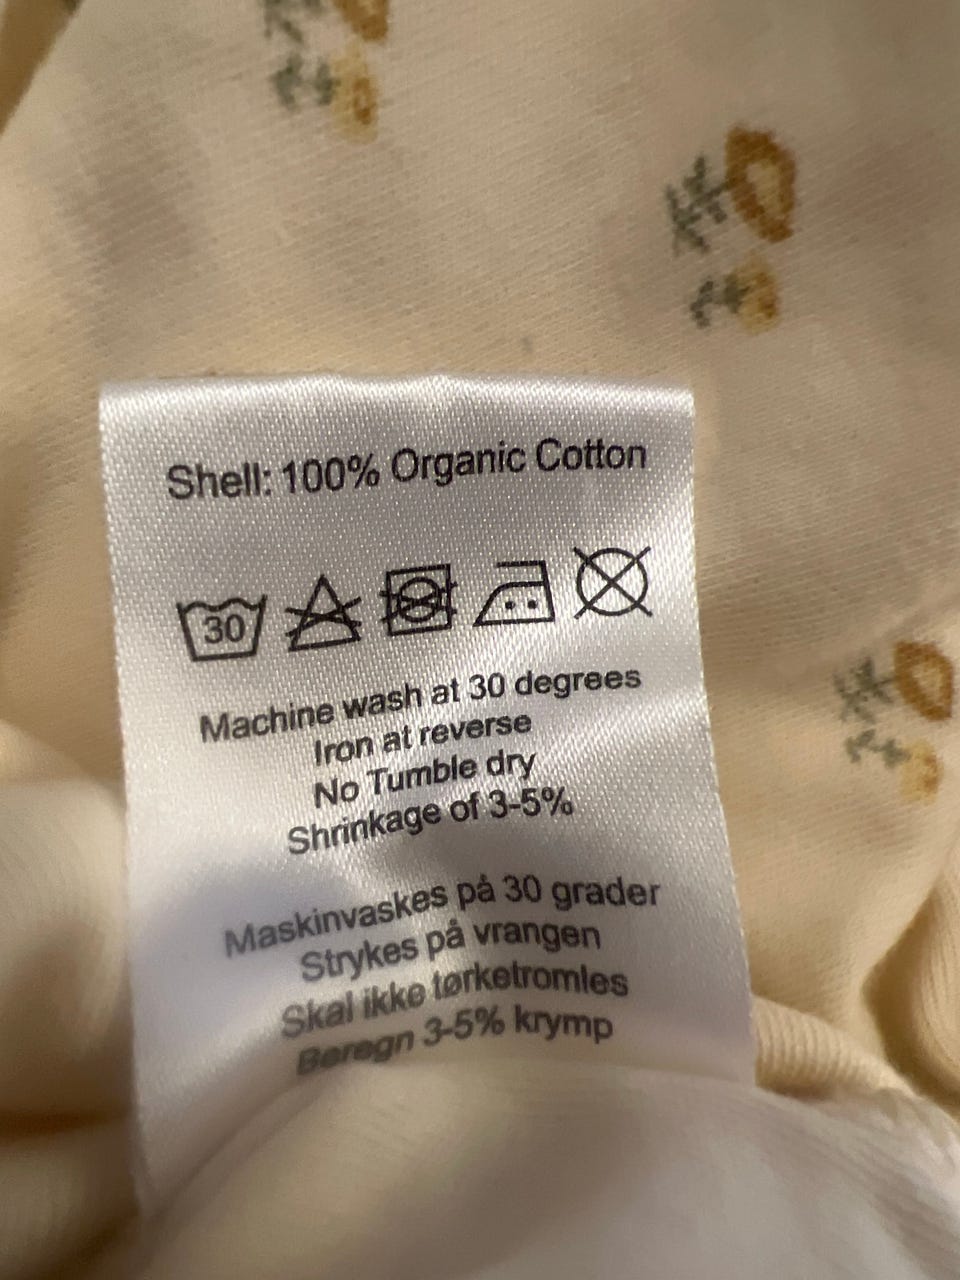 Shell: 100% Organic Cotton
30
Machine wash at 30 degrees
Iron at reverse
No Tumble dry
Shrinkage of 3-5%
Maskinvaskes på 30 grader
Strykes på vrangen
Skal ikke tørketromles
Beregn 3-5% krymp